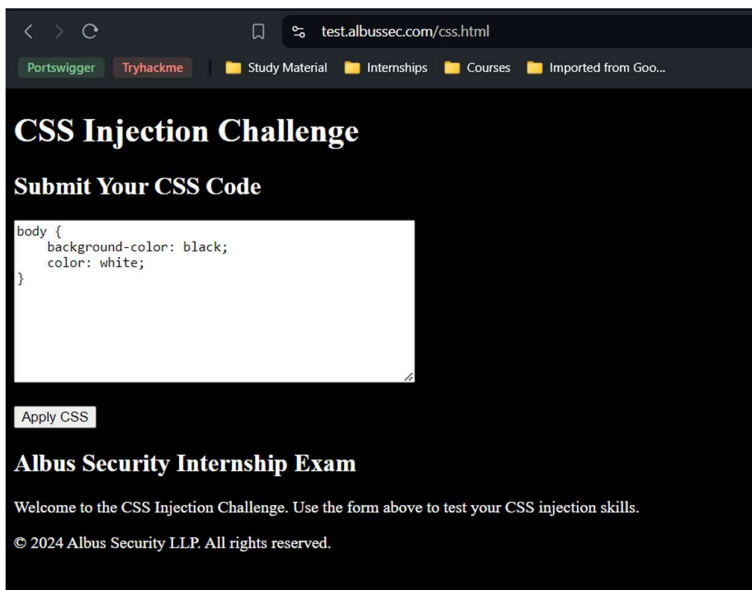 test.albussec.com/css.html
Portswigger Tryhackme Study Material Internships Courses Imported from Goo...
CSS Injection Challenge
Submit Your CSS Code
body {
background-color: black;
color: white;
}
Apply CSS
Albus Security Internship Exam
Welcome to the CSS Injection Challenge. Use the form above to test your CSS injection skills.
© 2024 Albus Security LLP. All rights reserved.